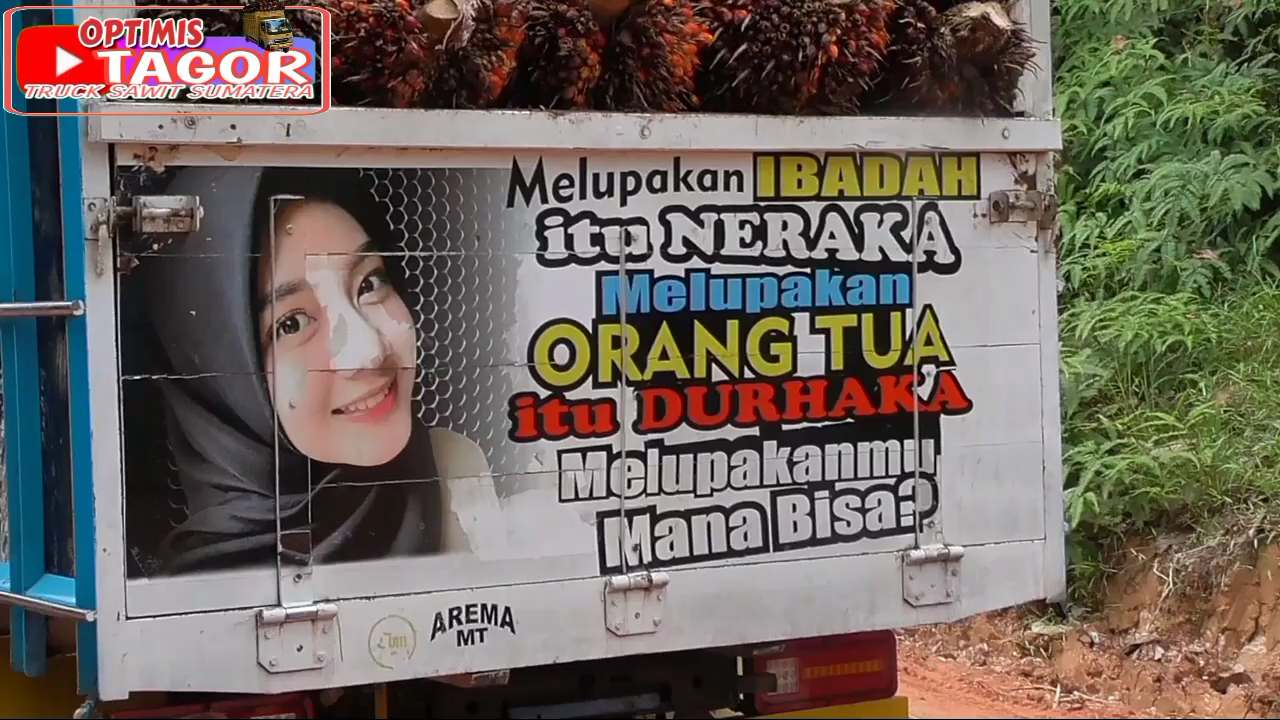 OPTIMIS
TAGOR
TRUCK SAWIT SUMATERA
Melupakan IBADAH
itu NERAKA
Melupakan
ORANG TUA
itu DURHAKA
Melupakanmu
Mana Bisa?
AREMA
MT